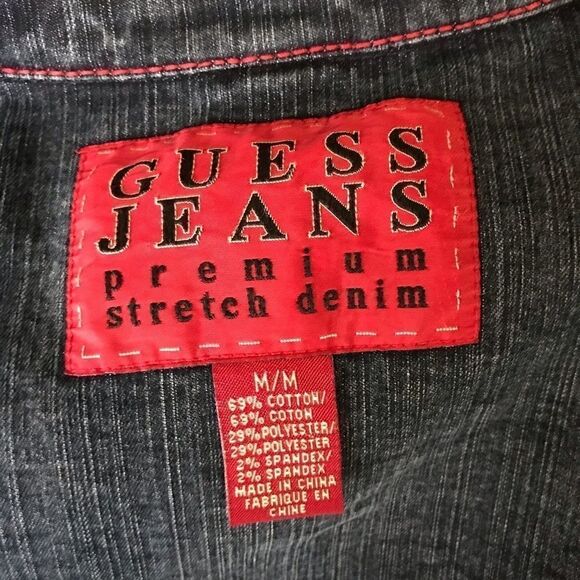 GUESS
JEANS
premium
stretch denim
M/M
69% COTTON/
69% COTON
29% POLYESTER/
29% POLYESTER
2% SPANDEX/
2% SPANDEX
MADE IN CHINA
FABRIQUE EN
CHINE